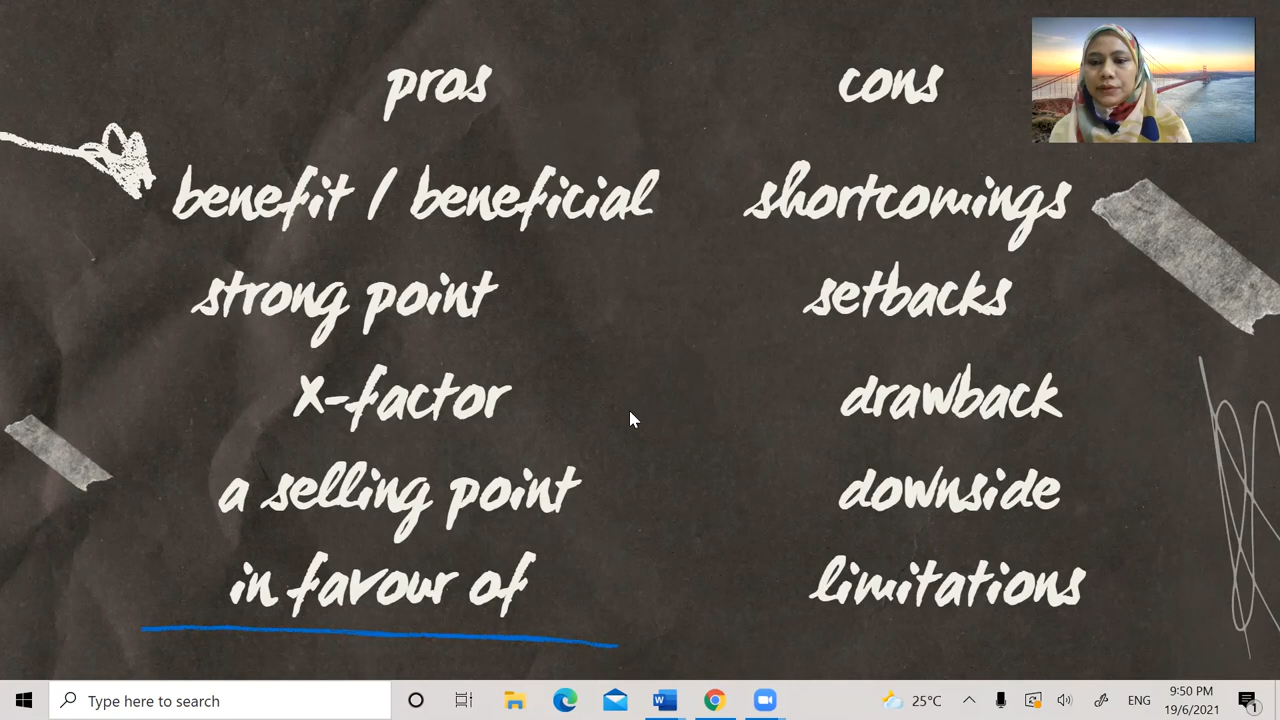 pros
cons
benefit / beneficial
shortcomings
strong point
setbacks
X-factor
drawback
a selling point
downside
in favour of
limitations
Type here to search
25°C
ENG
9:50 PM
19/6/2021
1